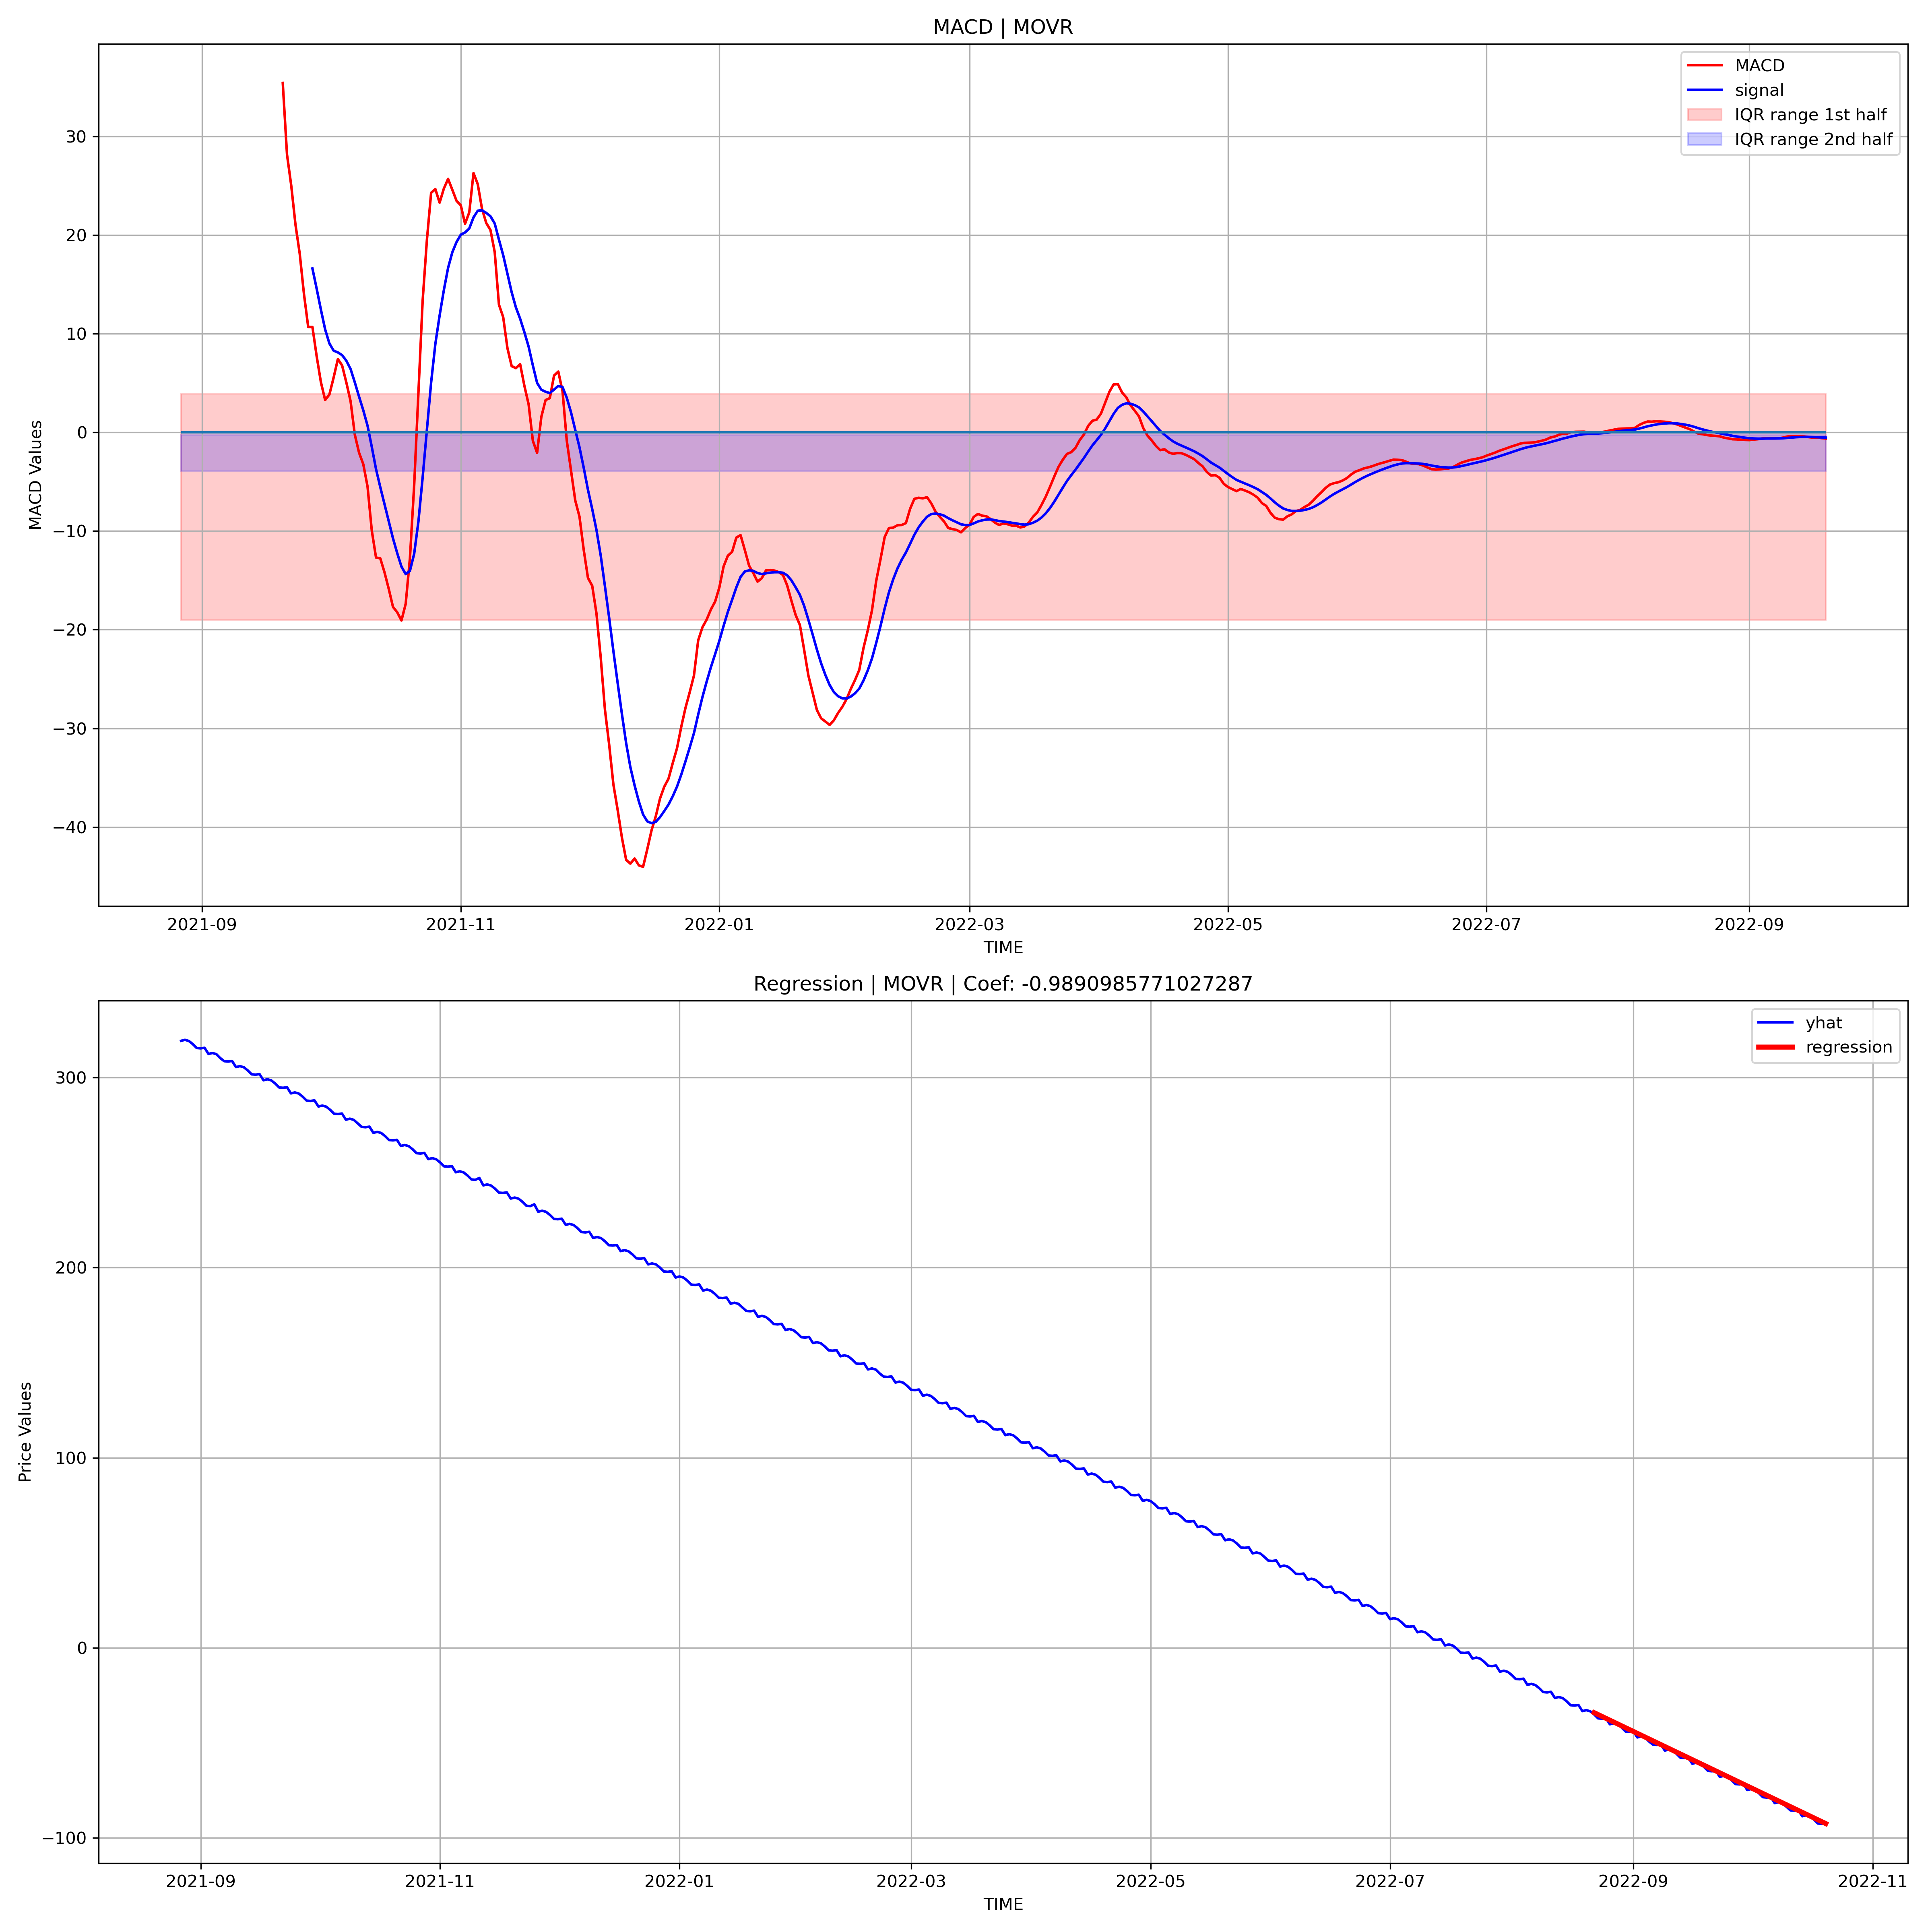 MACD | MOVR
MACD
signal
IQR range 1st half
IQR range 2nd half
30
20
10
0
−10
−20
−30
−40
MACD Values
2021-09 2021-11 2022-01 2022-03 2022-05 2022-07 2022-09
TIME
Regression | MOVR | Coef: -0.9890985771027287
yhat
regression
300
200
100
0
−100
Price Values
2021-09 2021-11 2022-01 2022-03 2022-05 2022-07 2022-09 2022-11
TIME